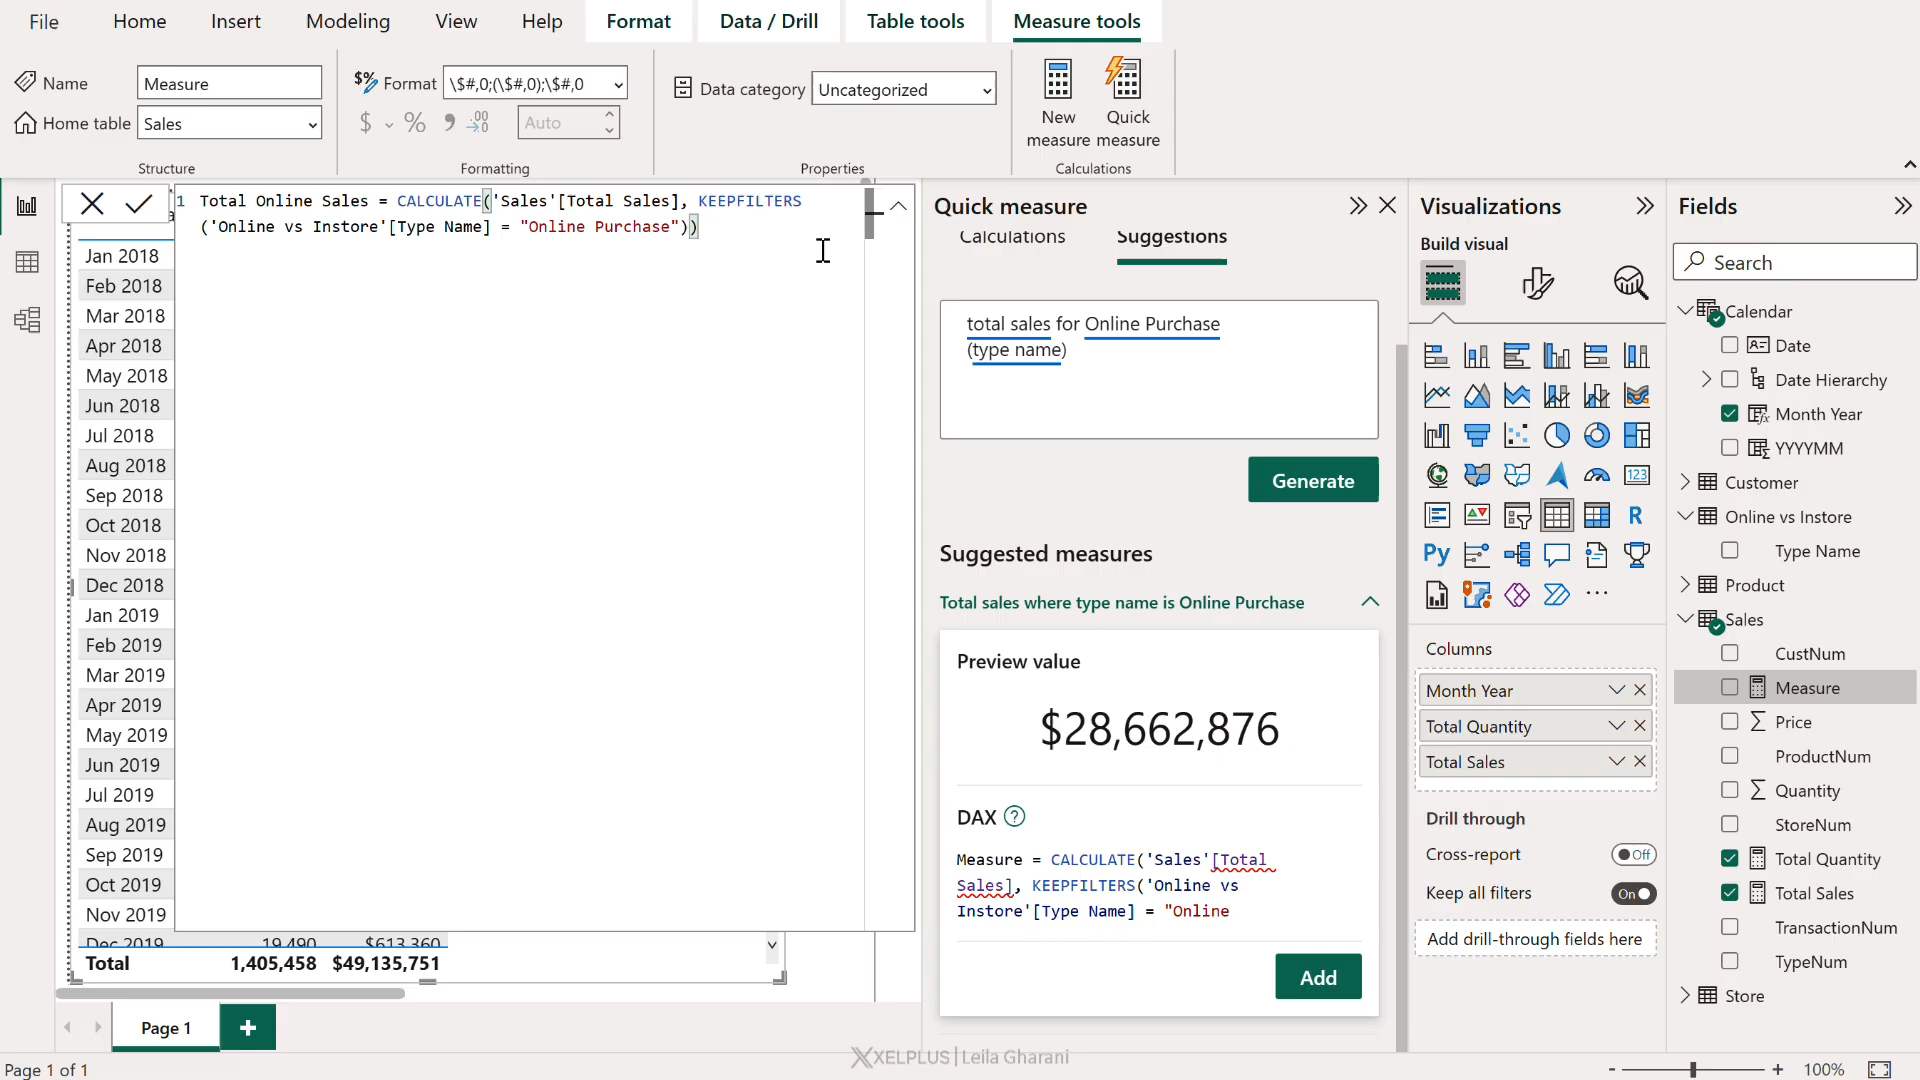 File
Home
Insert
Modeling
View
Help
Format
Data / Drill
Table tools
Measure tools
Name
Measure
Home table
Sales
Structure
$% Format
\$#,0;(\$#,0);\$#,0
$ % 9 .00
Auto
Formatting
Data category
Uncategorized
Properties
New measure
Quick measure
Calculations
1 Total Online Sales = CALCULATE('Sales'[Total Sales], KEEPFILTERS
('Online vs Instore'[Type Name] = "Online Purchase"))
Jan 2018
Feb 2018
Mar 2018
Apr 2018
May 2018
Jun 2018
Jul 2018
Aug 2018
Sep 2018
Oct 2018
Nov 2018
Dec 2018
Jan 2019
Feb 2019
Mar 2019
Apr 2019
May 2019
Jun 2019
Jul 2019
Aug 2019
Sep 2019
Oct 2019
Nov 2019
Dec 2019 19,490 $613,360
Total 1,405,458 $49,135,751
Page 1
+
Page 1 of 1
Quick measure
Calculations
Suggestions
total sales for Online Purchase
(type name)
Generate
Suggested measures
Total sales where type name is Online Purchase
Preview value
$28,662,876
DAX ?
Measure = CALCULATE('Sales'[Total
Sales], KEEPFILTERS('Online vs
Instore'[Type Name] = "Online
Add
XELPLUS | Leila Gharani
Visualizations
Build visual
123
R
Py
...
Columns
Month Year
Total Quantity
Total Sales
Drill through
Cross-report
Off
Keep all filters
On
Add drill-through fields here
Fields
Search
Calendar
Date
Date Hierarchy
Month Year
YYYYMM
Customer
Online vs Instore
Type Name
Product
Sales
CustNum
Measure
Price
ProductNum
Quantity
StoreNum
Total Quantity
Total Sales
TransactionNum
TypeNum
Store
- + 100%